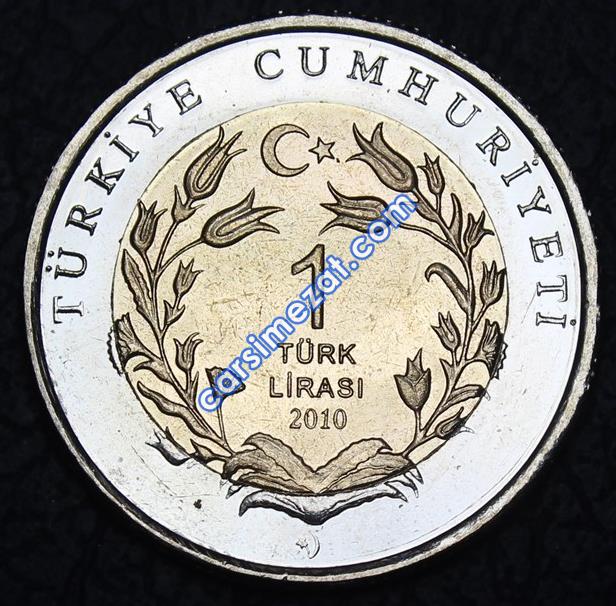 TÜRKİYE CUMHURİYETİ
1
TÜRK
LİRASI
2010
carsimezat.com